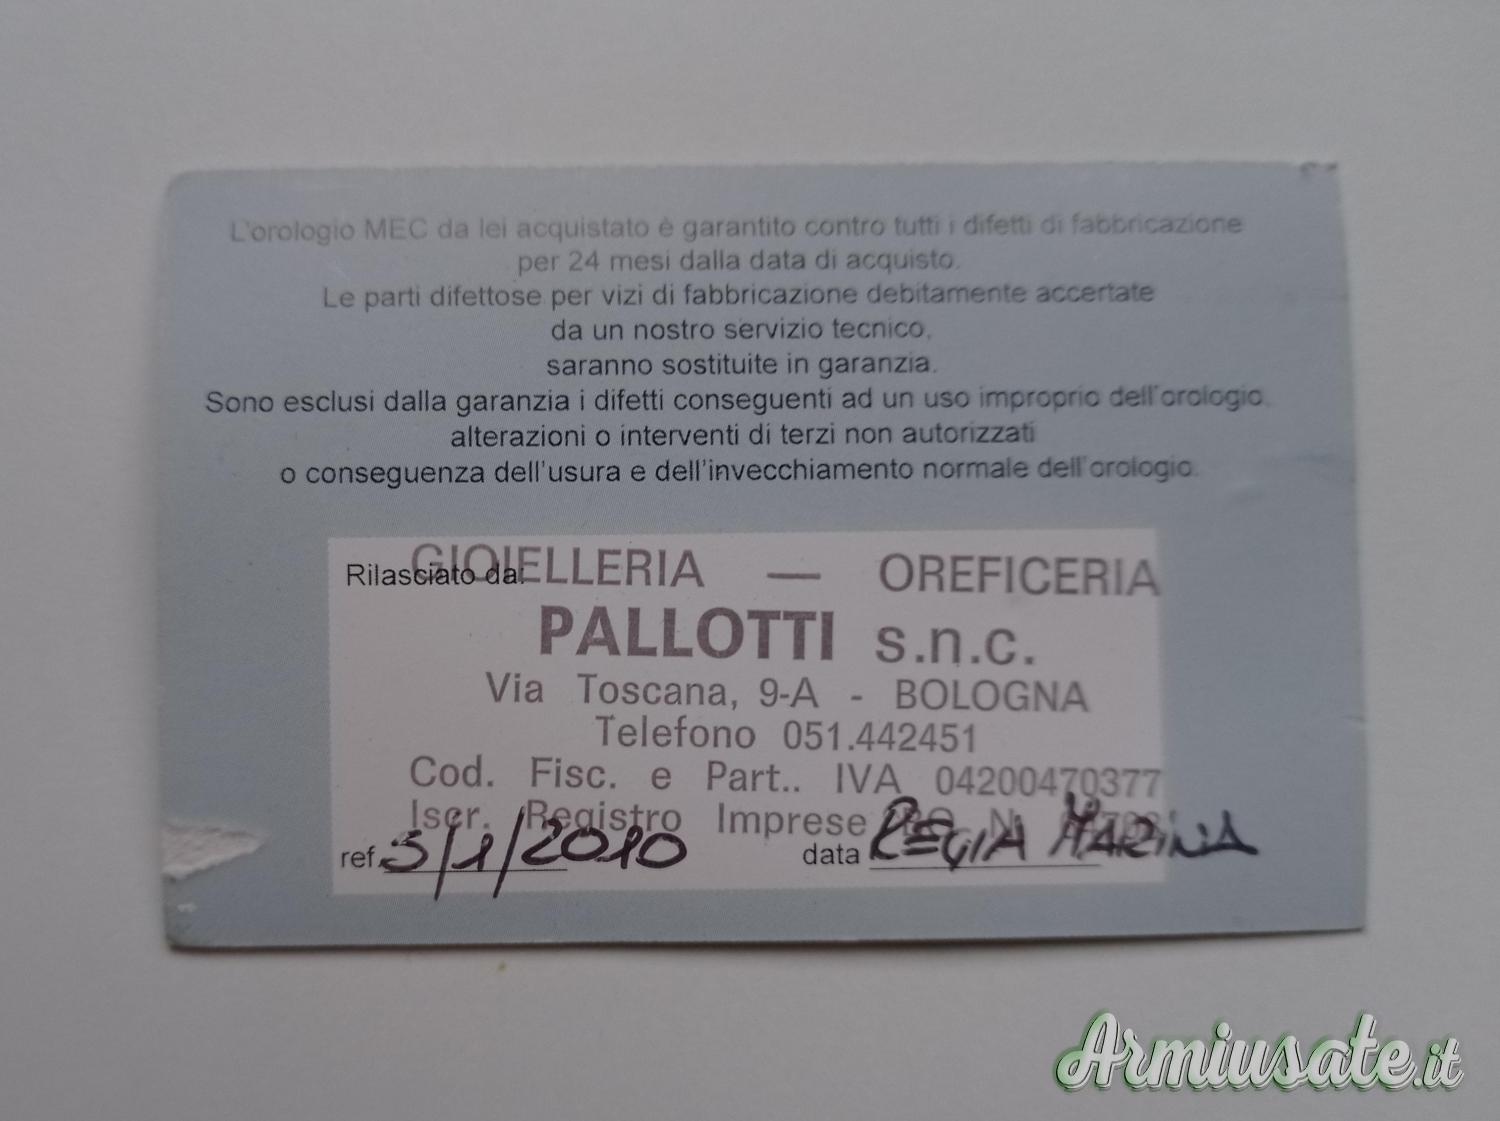 L'orologio MEC da lei acquistato è garantito contro tutti i difetti di fabbricazione
per 24 mesi dalla data di acquisto.
Le parti difettose per vizi di fabbricazione debitamente accertate
da un nostro servizio tecnico,
saranno sostituite in garanzia.
Sono esclusi dalla garanzia i difetti conseguenti ad un uso improprio dell'orologio,
alterazioni o interventi di terzi non autorizzati
o conseguenza dell'usura e dell'invecchiamento normale dell'orologio.
Rilasciato da:
GIOIELLERIA — OREFICERIA
PALLOTTI s.n.c.
Via Toscana, 9-A - BOLOGNA
Telefono 051.442451
Cod. Fisc. e Part.. IVA 04200470377
Iscr. Registro Imprese
ref. 5/1/2010 data REGIA MARINA
Armiusate.it